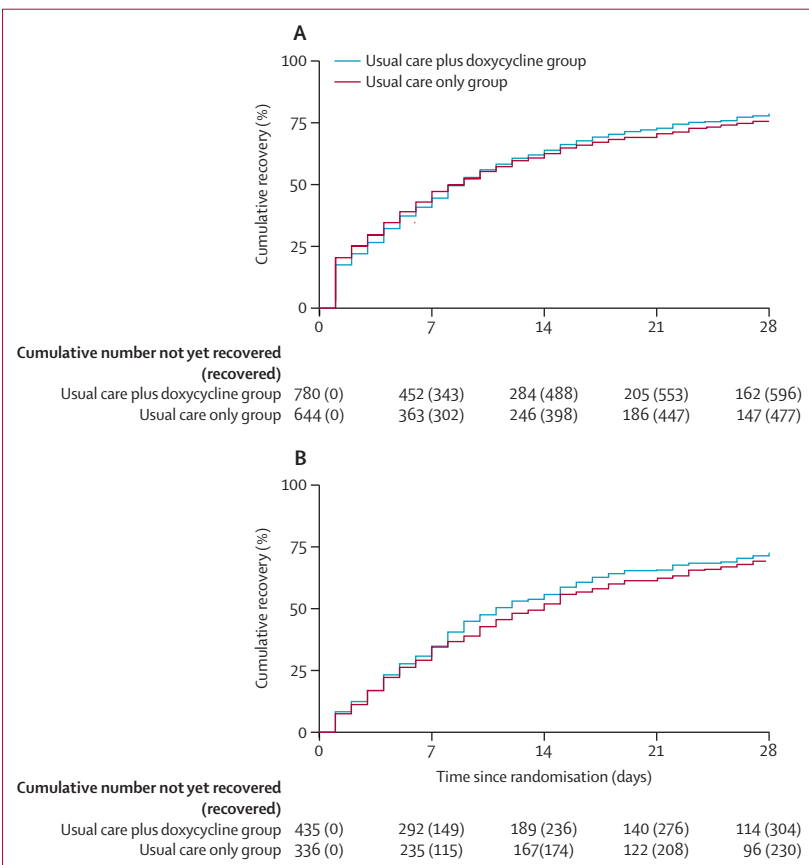 A
100
Usual care plus doxycycline group
Usual care only group
75
50
25
0
Cumulative recovery (%)
0 7 14 21 28
Cumulative number not yet recovered
(recovered)
Usual care plus doxycycline group 780 (0) 452 (343) 284 (488) 205 (553) 162 (596)
Usual care only group 644 (0) 363 (302) 246 (398) 186 (447) 147 (477)
B
100
75
50
25
0
Cumulative recovery (%)
0 7 14 21 28
Time since randomisation (days)
Cumulative number not yet recovered
(recovered)
Usual care plus doxycycline group 435 (0) 292 (149) 189 (236) 140 (276) 114 (304)
Usual care only group 336 (0) 235 (115) 167(174) 122 (208) 96 (230)